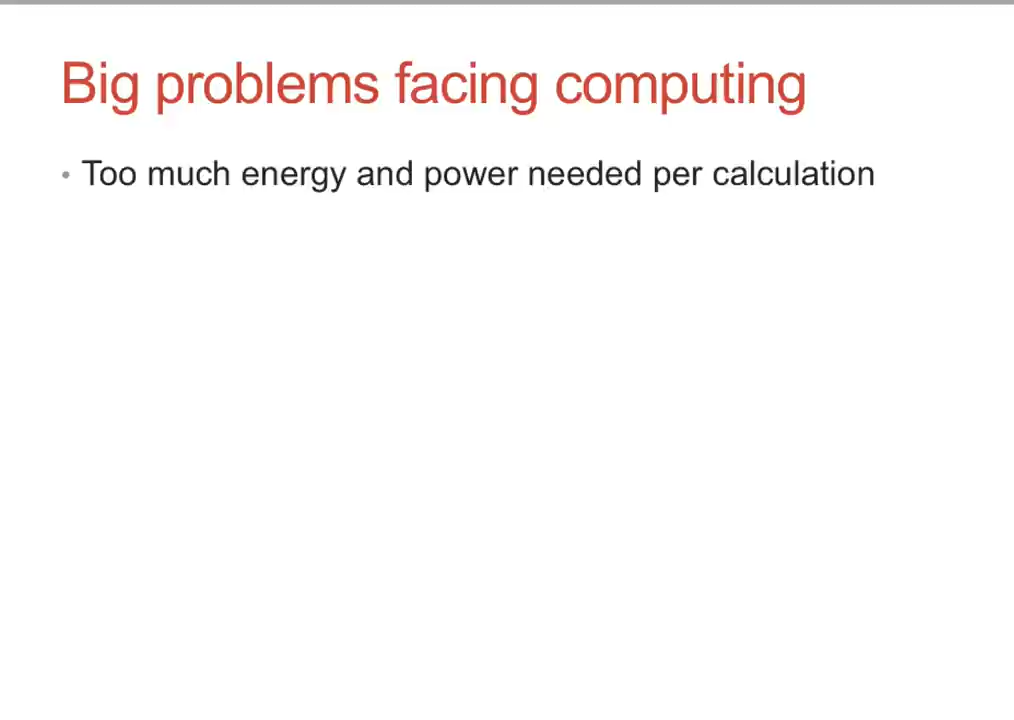 Big problems facing computing
• Too much energy and power needed per calculation